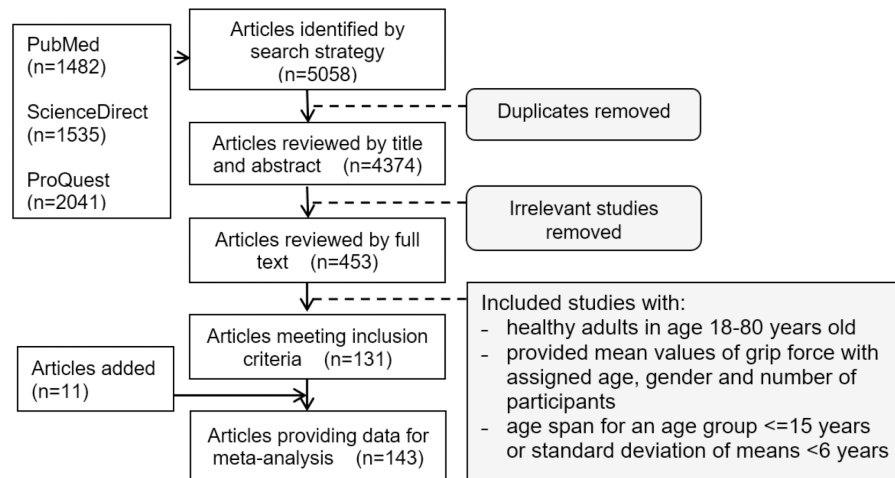 PubMed
(n=1482)
ScienceDirect
(n=1535)
ProQuest
(n=2041)
Articles identified by
search strategy
(n=5058)
Duplicates removed
Articles reviewed by title
and abstract (n=4374)
Irrelevant studies
removed
Articles reviewed by full
text (n=453)
Included studies with:
- healthy adults in age 18-80 years old
- provided mean values of grip force with
assigned age, gender and number of
participants
- age span for an age group <=15 years
or standard deviation of means <6 years
Articles meeting inclusion
criteria (n=131)
Articles added
(n=11)
Articles providing data for
meta-analysis (n=143)